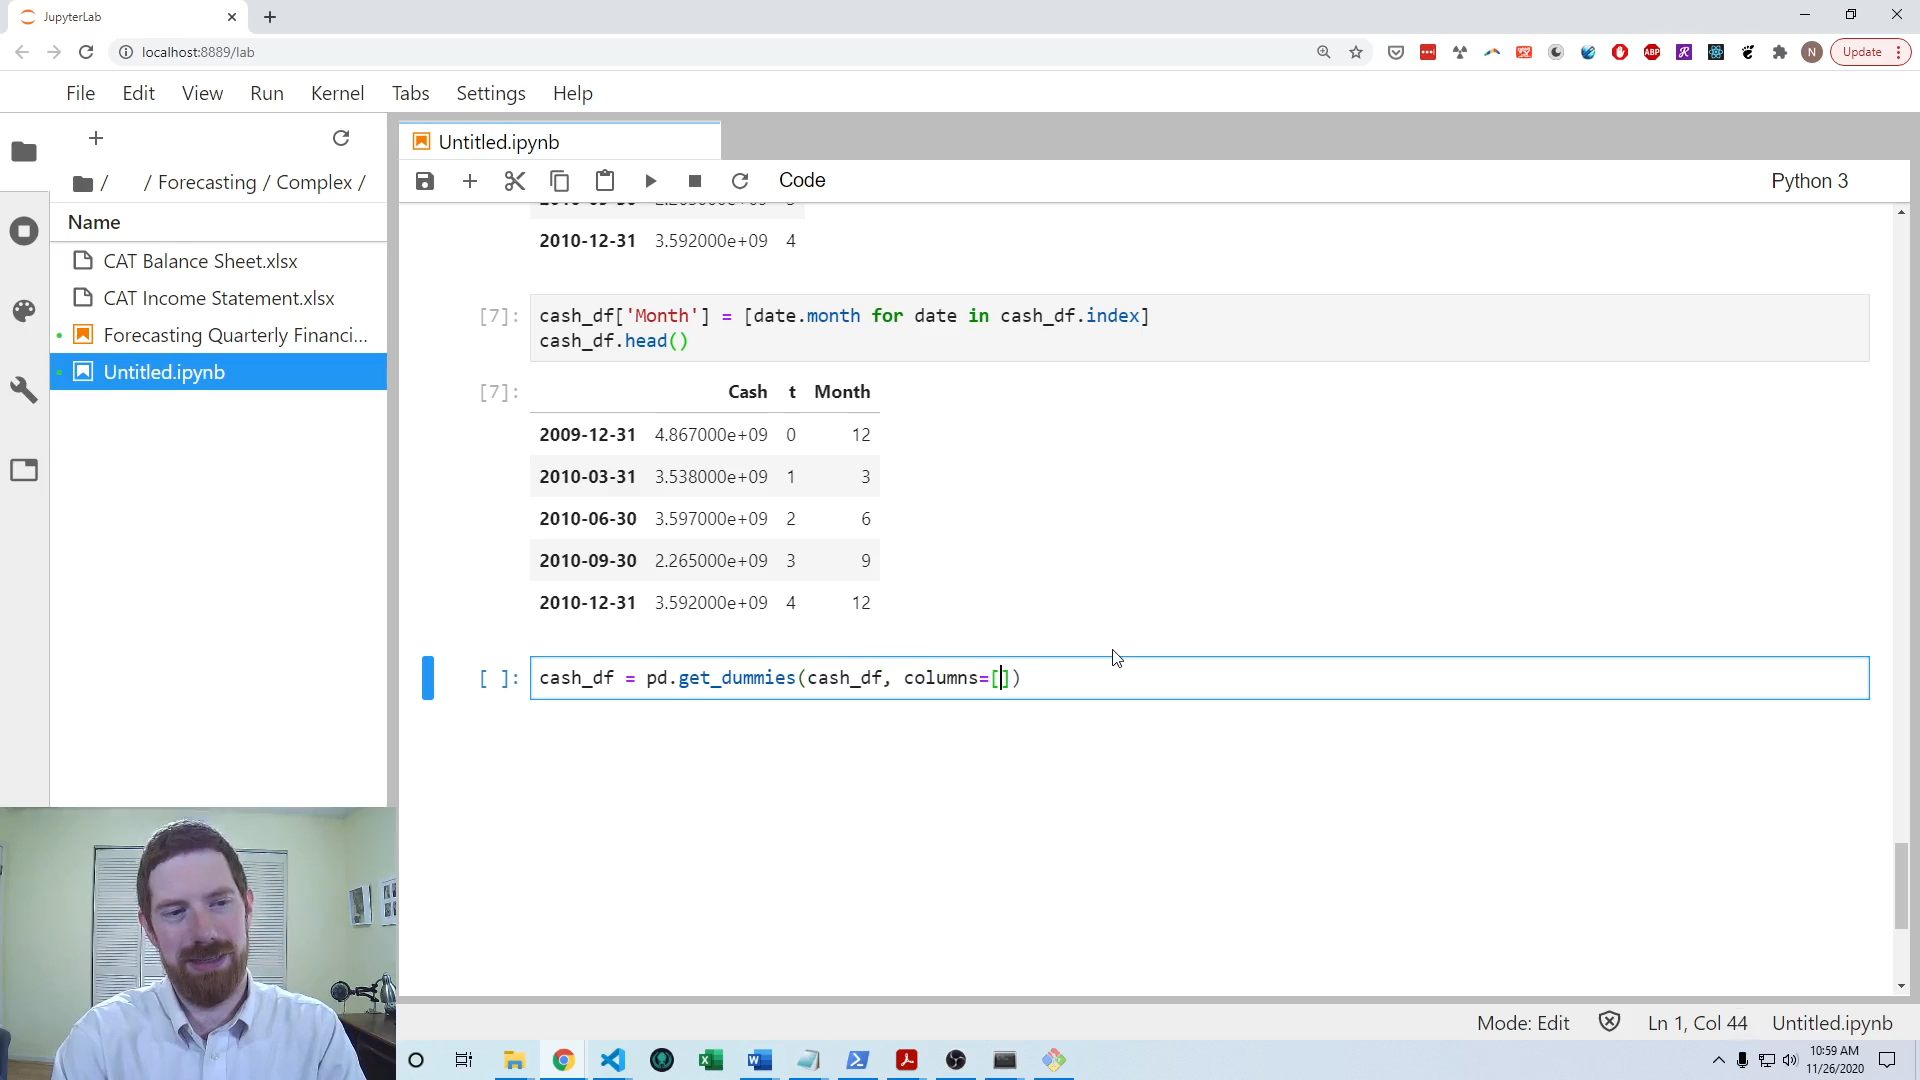 JupyterLab
localhost:8889/lab
N
Update
File Edit View Run Kernel Tabs Settings Help
Untitled.ipynb
/ / Forecasting / Complex /
Code
Python 3
Name
CAT Balance Sheet.xlsx
CAT Income Statement.xlsx
Forecasting Quarterly Financi...
Untitled.ipynb
2010-12-31 3.592000e+09 4
[7]: cash_df['Month'] = [date.month for date in cash_df.index]
cash_df.head()
[7]: Cash t Month
2009-12-31 4.867000e+09 0 12
2010-03-31 3.538000e+09 1 3
2010-06-30 3.597000e+09 2 6
2010-09-30 2.265000e+09 3 9
2010-12-31 3.592000e+09 4 12
[ ]: cash_df = pd.get_dummies(cash_df, columns=[])
Mode: Edit Ln 1, Col 44 Untitled.ipynb
10:59 AM
11/26/2020